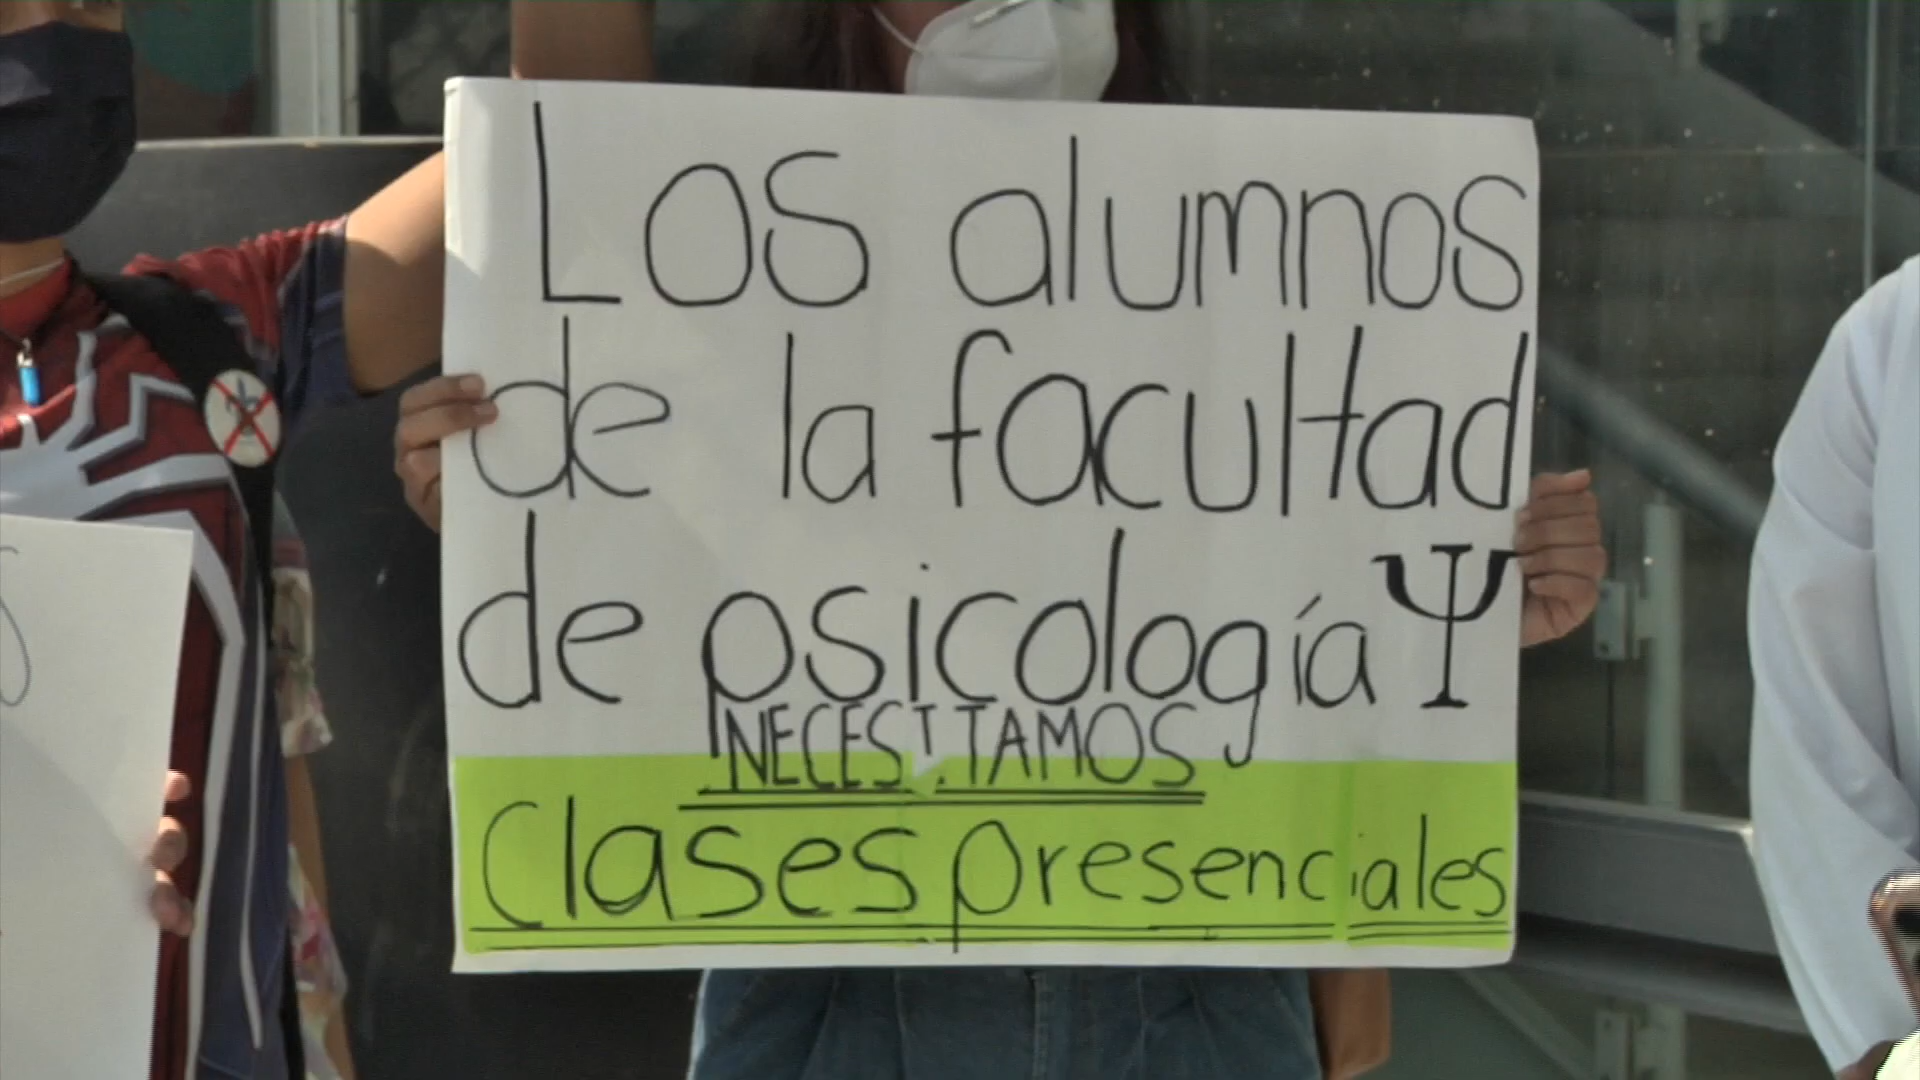 Los alumnos
de la facultad
de psicología Ψ
NECESITAMOS
Clases presenciales